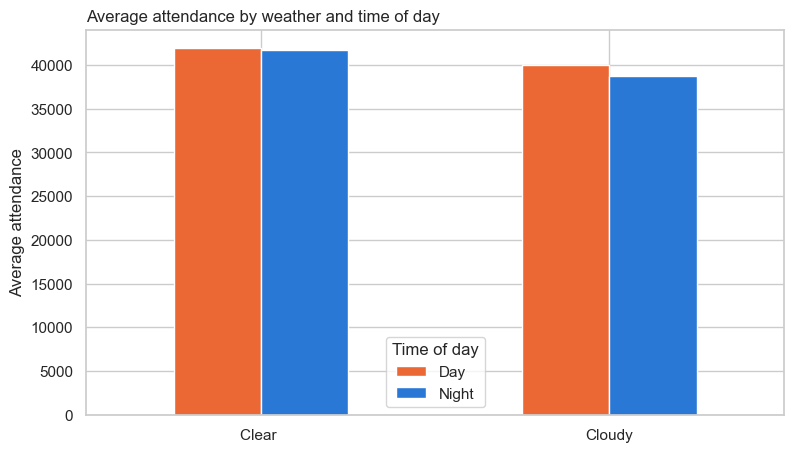 Average attendance by weather and time of day
Average attendance
40000
35000
30000
25000
20000
15000
10000
5000
0
Time of day
Day
Night
Clear
Cloudy